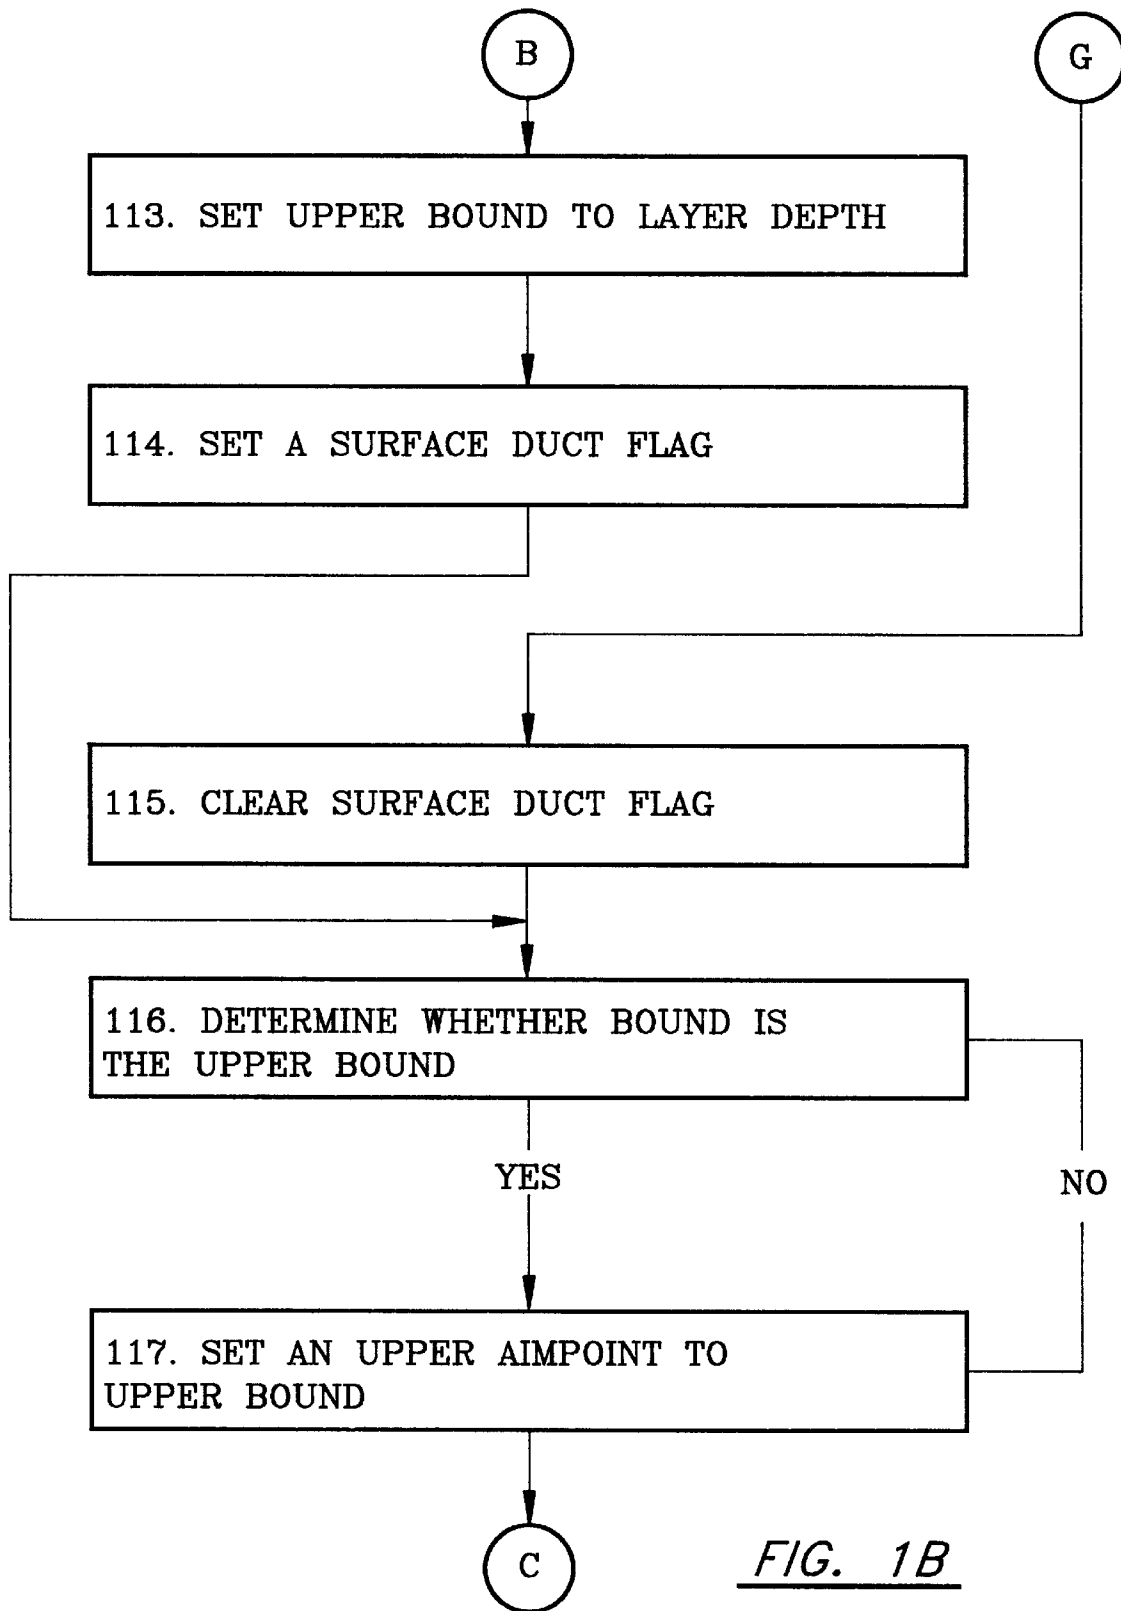 B
G
113. SET UPPER BOUND TO LAYER DEPTH
114. SET A SURFACE DUCT FLAG
115. CLEAR SURFACE DUCT FLAG
116. DETERMINE WHETHER BOUND IS
THE UPPER BOUND
YES
NO
117. SET AN UPPER AIMPOINT TO
UPPER BOUND
C
FIG. 1B